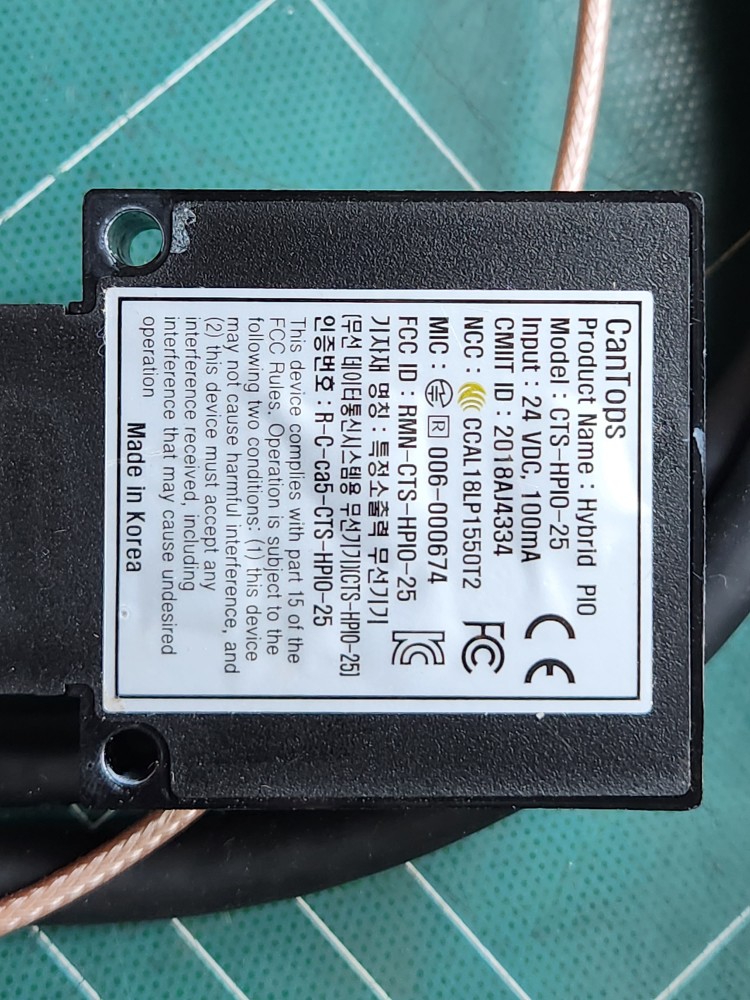 CanTops
Product Name : Hybrid PIO
Model : CTS-HPIO-25
Input : 24 VDC, 100mA
CMIIT ID : 2018AJ4334
NCC : CCAL18LP1550T2
MIC : R 006-000674
FCC ID : RMN-CTS-HPIO-25
기자재 명칭 : 특정소출력 무선기기
(무선 데이터통신시스템용 무선기기)[CTS-HPIO-25]
인증번호 : R-C-ca5-CTS-HPIO-25
This device complies with part 15 of the
FCC Rules. Operation is subject to the
following two conditions: (1) this device
may not cause harmful interference, and
(2) this device must accept any
interference received, including
interference that may cause undesired
operation
Made in Korea
CE
FC